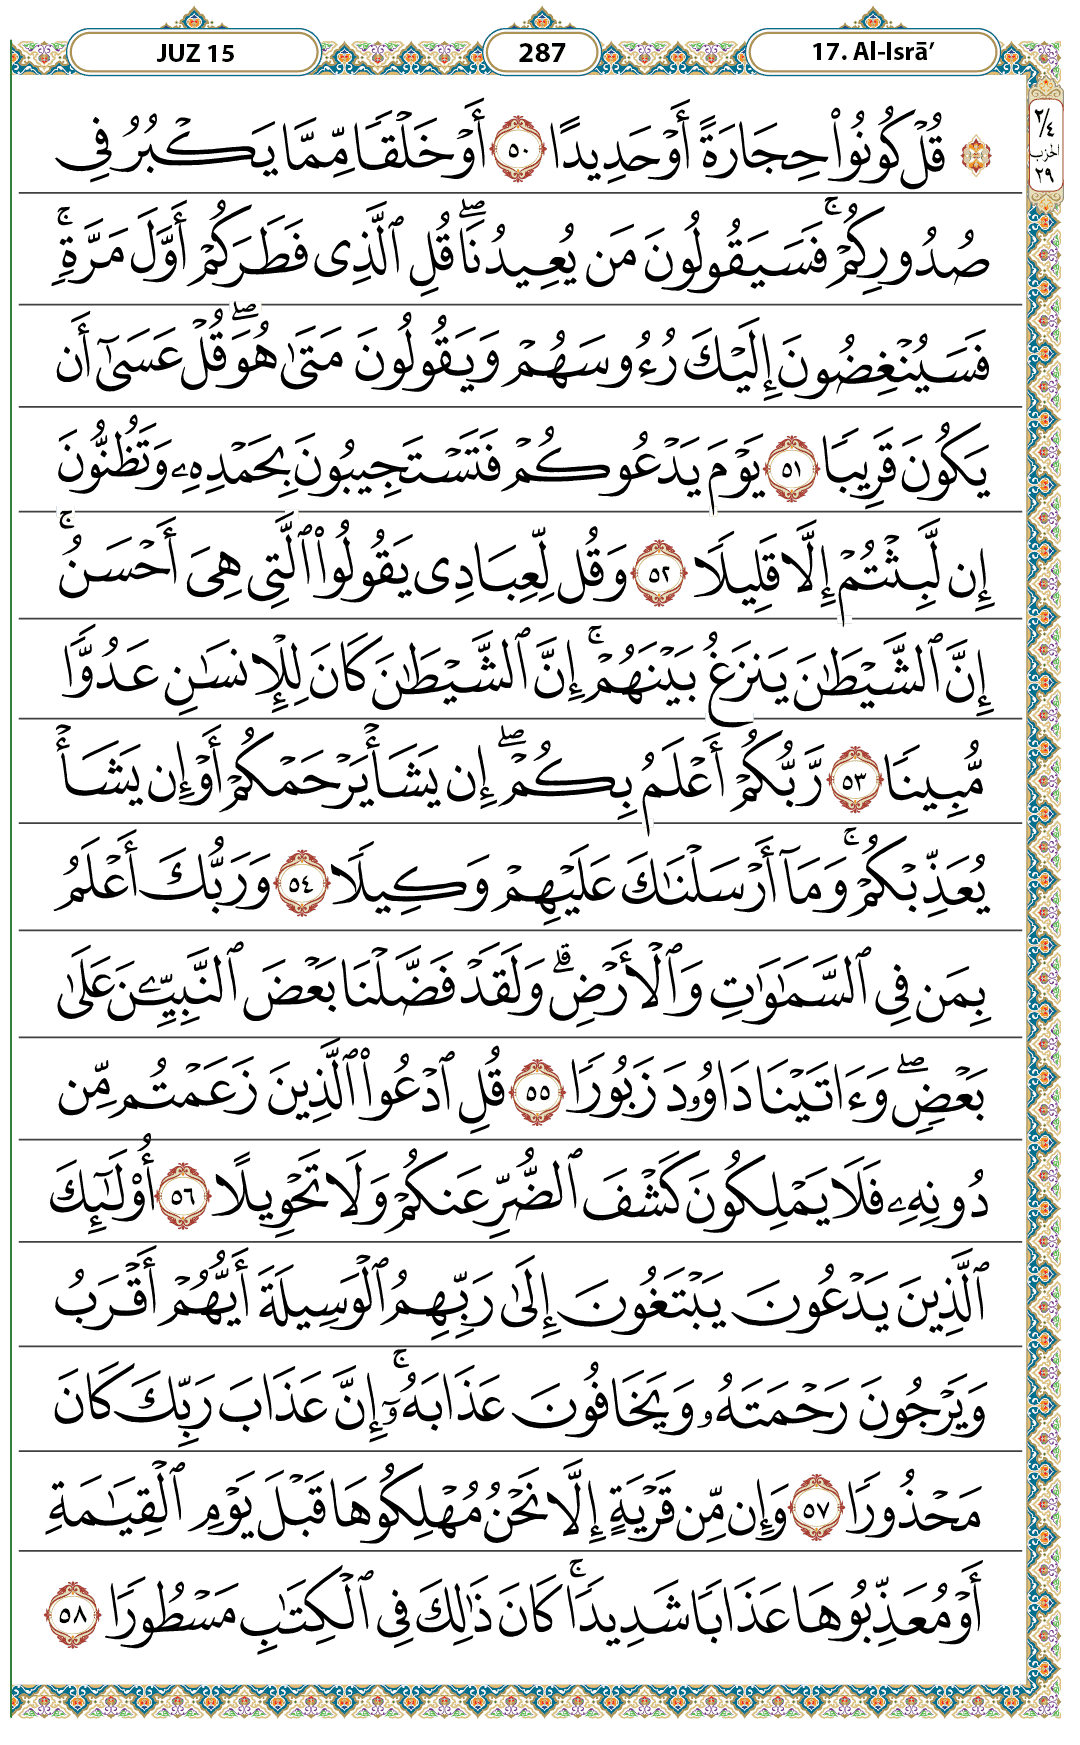 JUZ 15
287
17. Al-Isrā’
٢/٤
الحزب
٢٩
۞ قُلْ كُونُوا۟ حِجَارَةً أَوْ حَدِيدًا ٥٠ أَوْ خَلْقًا مِّمَّا يَكْبُرُ فِى
صُدُورِكُمْ ۚ فَسَيَقُولُونَ مَن يُعِيدُنَا ۖ قُلِ ٱلَّذِى فَطَرَكُمْ أَوَّلَ مَرَّةٍ ۚ
فَسَيُنْغِضُونَ إِلَيْكَ رُءُوسَهُمْ وَيَقُولُونَ مَتَىٰ هُوَ ۖ قُلْ عَسَىٰٓ أَن
يَكُونَ قَرِيبًا ٥١ يَوْمَ يَدْعُوكُمْ فَتَسْتَجِيبُونَ بِحَمْدِهِۦ وَتَظُنُّونَ
إِن لَّبِثْتُمْ إِلَّا قَلِيلًا ٥٢ وَقُل لِّعِبَادِى يَقُولُوا۟ ٱلَّتِى هِىَ أَحْسَنُ ۚ
إِنَّ ٱلشَّيْطَٰنَ يَنزَغُ بَيْنَهُمْ ۚ إِنَّ ٱلشَّيْطَٰنَ كَانَ لِلْإِنسَٰنِ عَدُوًّا
مُّبِينًا ٥٣ رَّبُّكُمْ أَعْلَمُ بِكُمْ ۖ إِن يَشَأْ يَرْحَمْكُمْ أَوْ إِن يَشَأْ
يُعَذِّبْكُمْ ۚ وَمَآ أَرْسَلْنَٰكَ عَلَيْهِمْ وَكِيلًا ٥٤ وَرَبُّكَ أَعْلَمُ
بِمَن فِى ٱلسَّمَٰوَٰتِ وَٱلْأَرْضِ ۗ وَلَقَدْ فَضَّلْنَا بَعْضَ ٱلنَّبِيِّۦنَ عَلَىٰ
بَعْضٍ ۖ وَءَاتَيْنَا دَاوُۥدَ زَبُورًا ٥٥ قُلِ ٱدْعُوا۟ ٱلَّذِينَ زَعَمْتُم مِّن
دُونِهِۦ فَلَا يَمْلِكُونَ كَشْفَ ٱلضُّرِّ عَنكُمْ وَلَا تَحْوِيلًا ٥٦ أُو۟لَٰٓئِكَ
ٱلَّذِينَ يَدْعُونَ يَبْتَغُونَ إِلَىٰ رَبِّهِمُ ٱلْوَسِيلَةَ أَيُّهُمْ أَقْرَبُ
وَيَرْجُونَ رَحْمَتَهُۥ وَيَخَافُونَ عَذَابَهُۥٓ ۚ إِنَّ عَذَابَ رَبِّكَ كَانَ
مَحْذُورًا ٥٧ وَإِن مِّن قَرْيَةٍ إِلَّا نَحْنُ مُهْلِكُوهَا قَبْلَ يَوْمِ ٱلْقِيَٰمَةِ
أَوْ مُعَذِّبُوهَا عَذَابًا شَدِيدًا ۚ كَانَ ذَٰلِكَ فِى ٱلْكِتَٰبِ مَسْطُورًا ٥٨